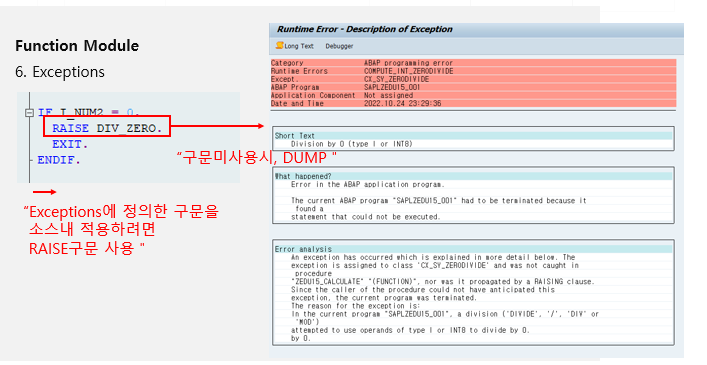 Function Module
6. Exceptions
IF I_NUM2 = 0.
RAISE DIV_ZERO.
EXIT.
ENDIF.
“구문미사용시, DUMP "
“Exceptions에 정의한 구문을
소스내 적용하려면
RAISE구문 사용 "
Runtime Error - Description of Exception
Long Text Debugger
Category ABAP programming error
Runtime Errors COMPUTE_INT_ZERODIVIDE
Except. CX_SY_ZERODIVIDE
ABAP Program SAPLZEDU15_001
Application Component Not assigned
Date and Time 2022.10.24 23:29:36
Short Text
Division by 0 (type I or INT8)
What happened?
Error in the ABAP application program.
The current ABAP program "SAPLZEDU15_001" had to be terminated because it
found a
statement that could not be executed.
Error analysis
An exception has occurred which is explained in more detail below. The
exception is assigned to class 'CX_SY_ZERODIVIDE' and was not caught in
procedure
"ZEDU15_CALCULATE" "(FUNCTION)", nor was it propagated by a RAISING clause.
Since the caller of the procedure could not have anticipated this
exception, the current program was terminated.
The reason for the exception is:
In the current program "SAPLZEDU15_001", a division ('DIVIDE', '/', 'DIV' or
'MOD')
attempted to use operands of type I or INT8 to divide by 0.
by 0.